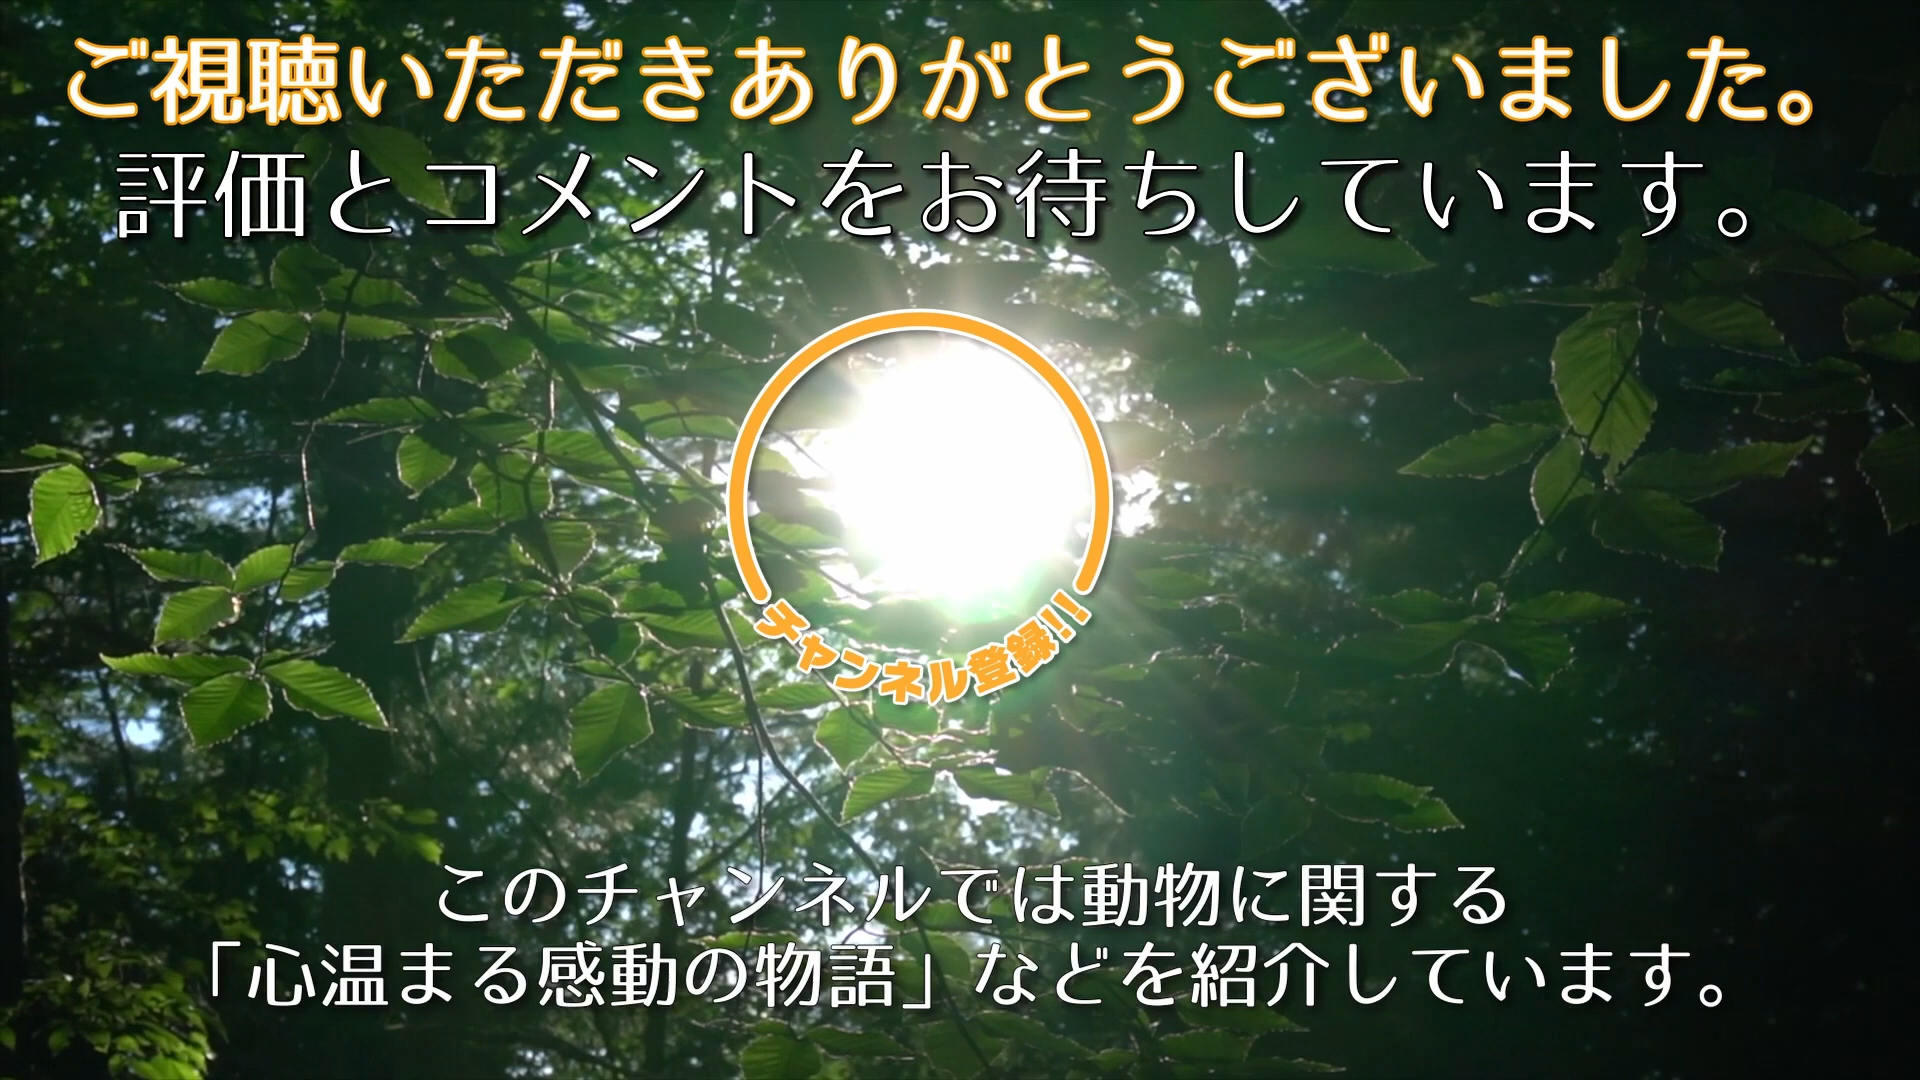 ご視聴いただきありがとうございました。
評価とコメントをお待ちしています。
チャンネル登録!!
このチャンネルでは動物に関する
「心温まる感動の物語」などを紹介しています。